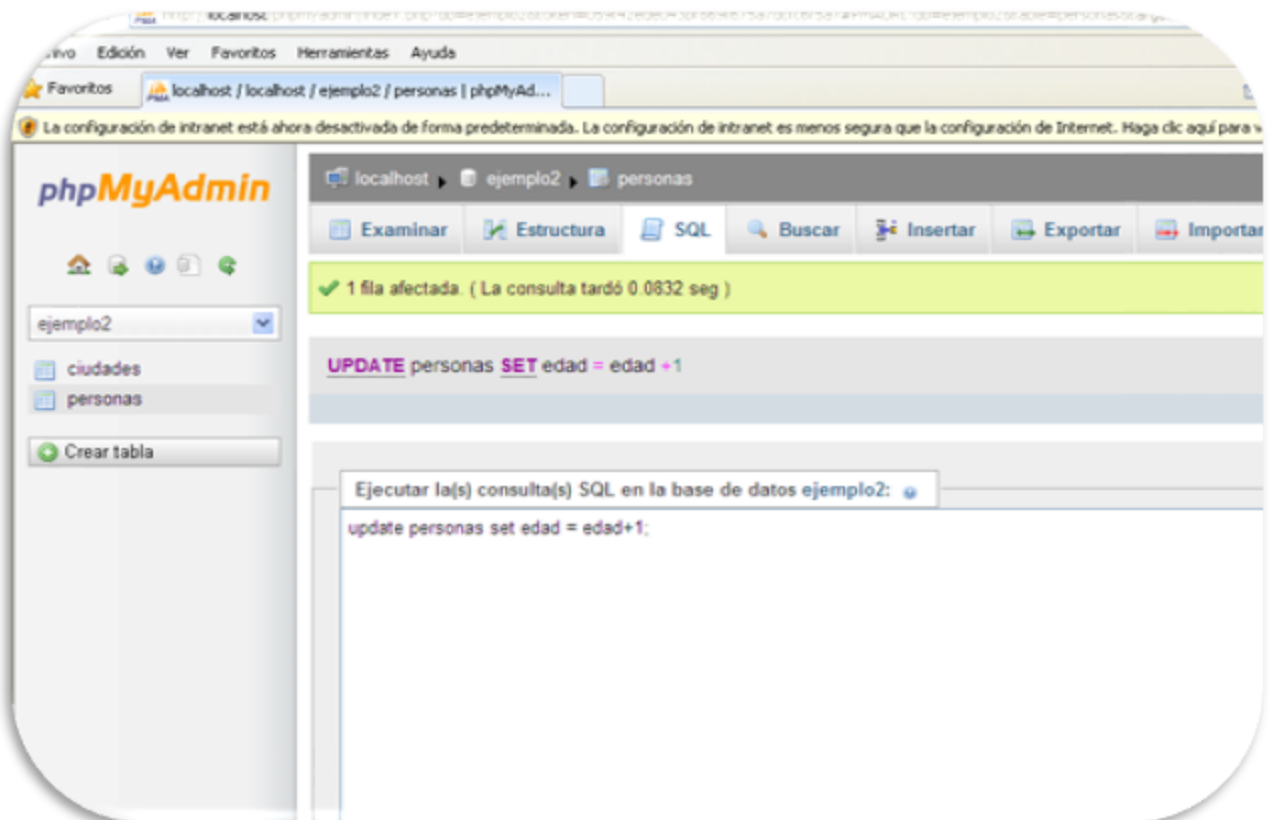 localhost
Edición Ver Favoritos Herramientas Ayuda
Favoritos localhost / localhost / ejemplo2 / personas | phpMyAd...
La configuración de intranet está ahora desactivada de forma predeterminada. La configuración de intranet es menos segura que la configuración de Internet. Haga clic aquí para
phpMyAdmin
localhost ejemplo2 personas
Examinar Estructura SQL Buscar Insertar Exportar Importar
1 fila afectada. ( La consulta tardó 0.0832 seg )
ejemplo2
ciudades
personas
Crear tabla
UPDATE personas SET edad = edad +1
Ejecutar la(s) consulta(s) SQL en la base de datos ejemplo2:
update personas set edad = edad+1;